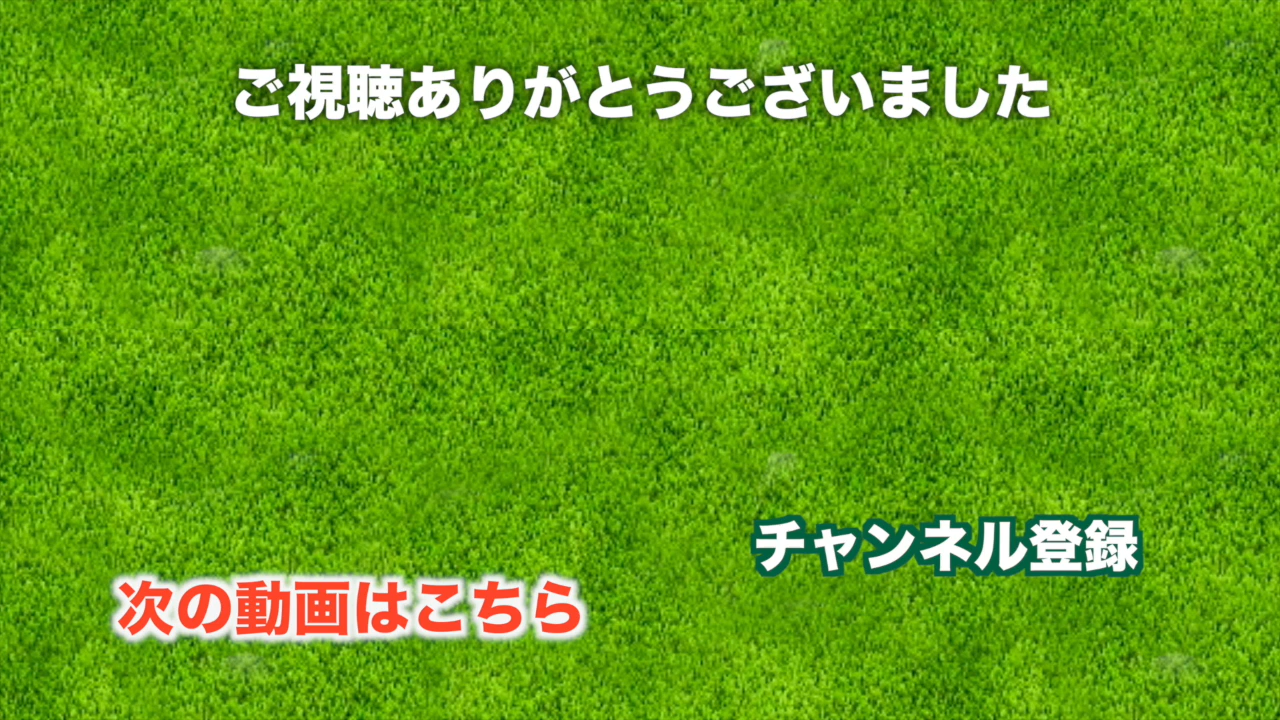 ご視聴ありがとうございました
チャンネル登録
次の動画はこちら